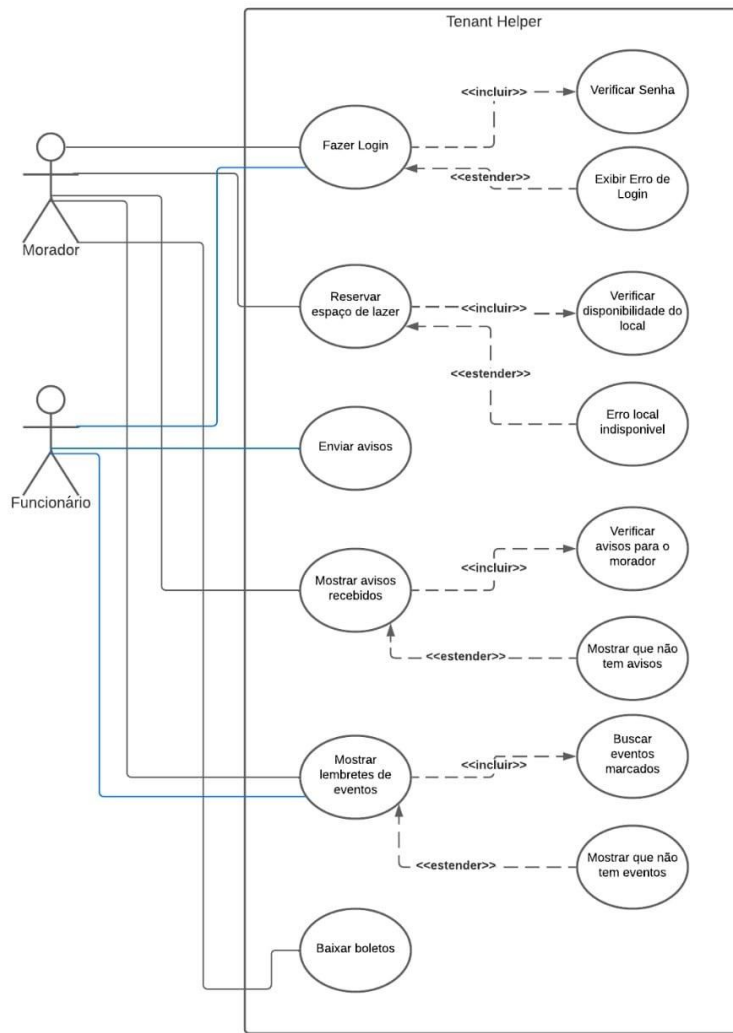 Tenant Helper
Verificar Senha
<<incluir>>
Fazer Login
<<estender>>
Exibir Erro de
Login
Morador
Reservar
espaço de lazer
<<incluir>>
Verificar
disponibilidade do
local
<<estender>>
Erro local
indisponivel
Funcionário
Enviar avisos
Verificar
avisos para o
morador
<<incluir>>
Mostrar avisos
recebidos
<<estender>>
Mostrar que não
tem avisos
Buscar
eventos
marcados
<<incluir>>
Mostrar
lembretes de
eventos
<<estender>>
Mostrar que não
tem eventos
Baixar boletos